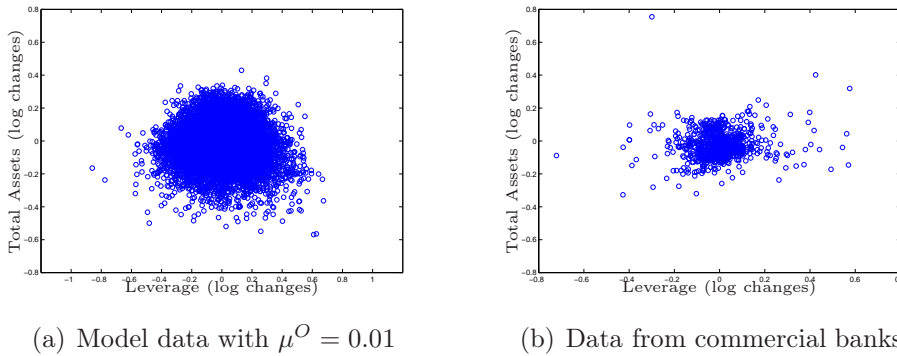 0.8
0.6
0.4
0.2
0
−0.2
−0.4
−0.6
−0.8
−1 −0.8 −0.6 −0.4 −0.2 0 0.2 0.4 0.6 0.8 1
Total Assets (log changes)
Leverage (log changes)
(a) Model data with μ^O = 0.01
0.8
0.6
0.4
0.2
0
−0.2
−0.4
−0.6
−0.8
−0.8 −0.6 −0.4 −0.2 0 0.2 0.4 0.6 0.8
Total Assets (log changes)
Leverage (log changes)
(b) Data from commercial banks